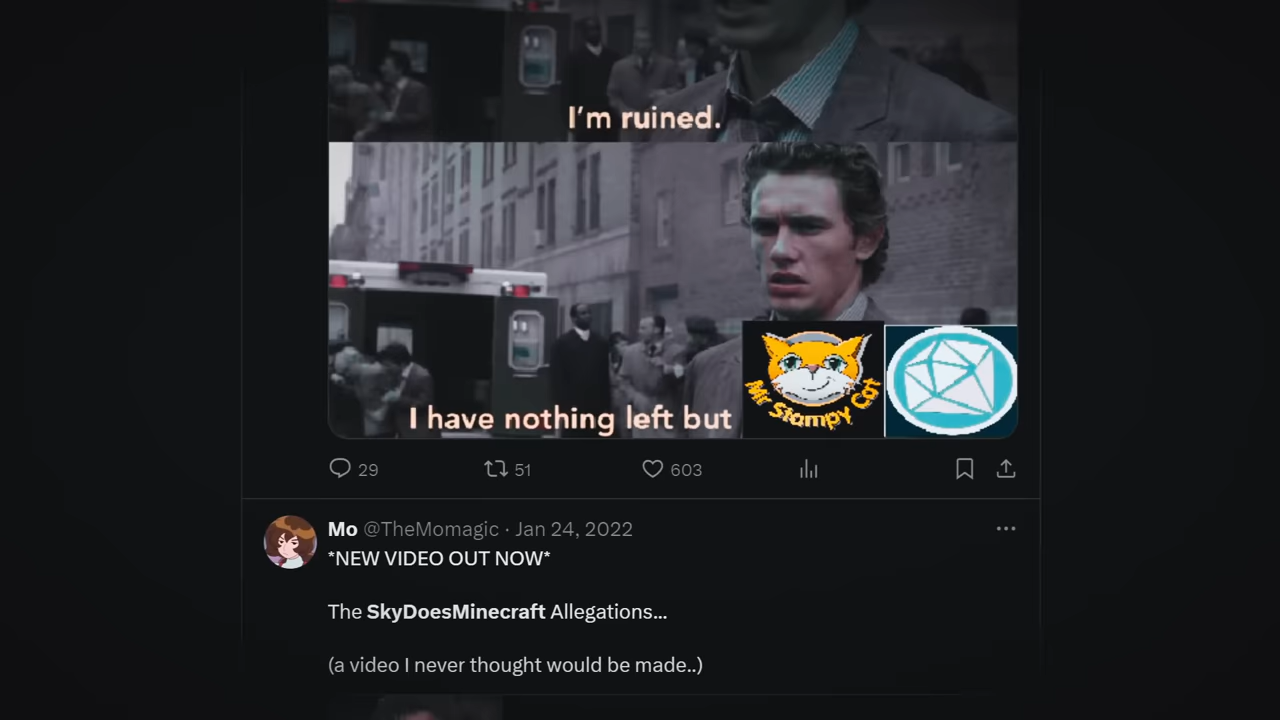 I'm ruined.
I have nothing left but
Mr Stampy Cat
29 51 603
Mo @TheMomagic · Jan 24, 2022
*NEW VIDEO OUT NOW*
The SkyDoesMinecraft Allegations...
(a video I never thought would be made..)